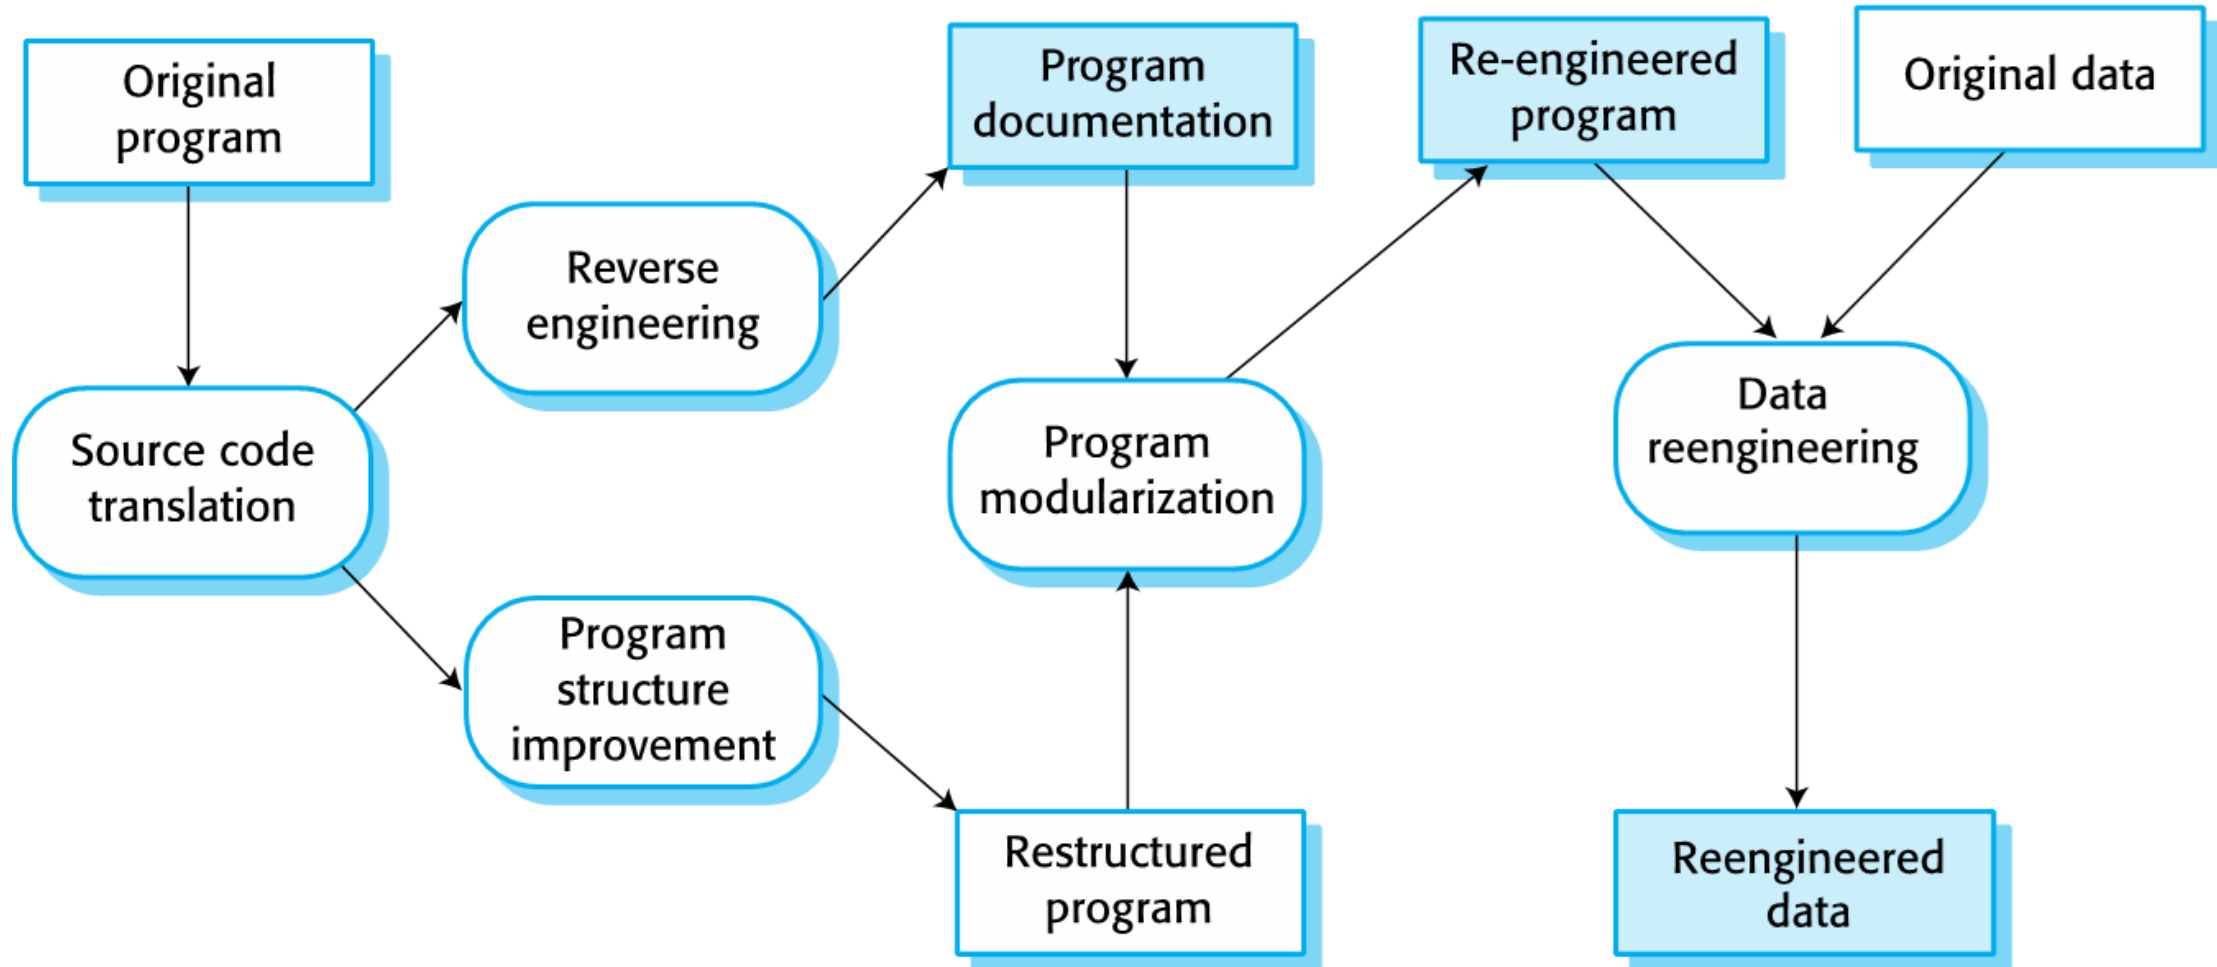 Original
program
Source code
translation
Reverse
engineering
Program
structure
improvement
Program
documentation
Program
modularization
Restructured
program
Re-engineered
program
Original data
Data
reengineering
Reengineered
data